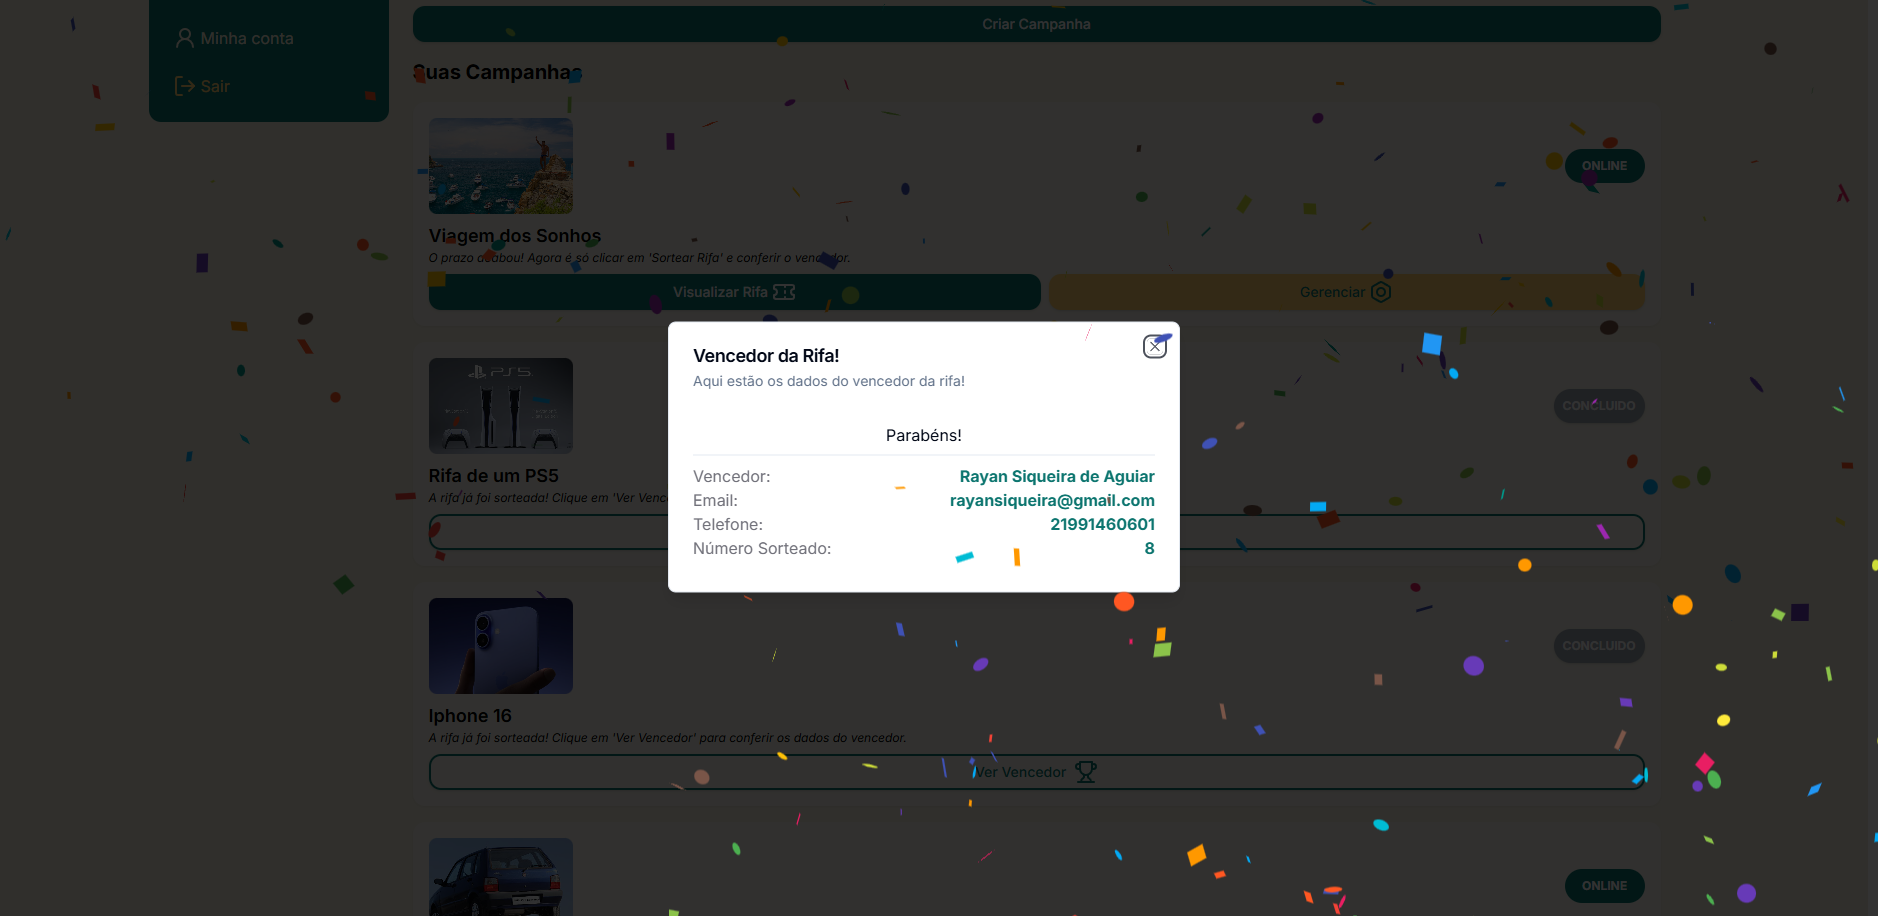 Minha conta
Sair
Criar Campanha
Suas Campanhas
ONLINE
Viagem dos Sonhos
O prazo acabou! Agora é só clicar em 'Sortear Rifa' e conferir o vencedor.
Visualizar Rifa
Gerenciar
Vencedor da Rifa!
Aqui estão os dados do vencedor da rifa!
Parabéns!
Vencedor: Rayan Siqueira de Aguiar
Email: rayansiqueira@gmail.com
Telefone: 21991460601
Número Sorteado: 8
PS5
CONCLUIDO
Rifa de um PS5
A rifa já foi sorteada! Clique em 'Ver
CONCLUIDO
Iphone 16
A rifa já foi sorteada! Clique em 'Ver Vencedor' para conferir os dados do vencedor.
Ver Vencedor
ONLINE